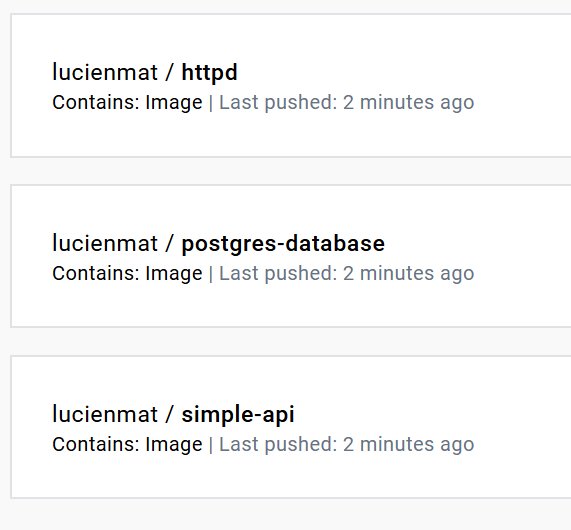 lucienmat / httpd
Contains: Image | Last pushed: 2 minutes ago
lucienmat / postgres-database
Contains: Image | Last pushed: 2 minutes ago
lucienmat / simple-api
Contains: Image | Last pushed: 2 minutes ago